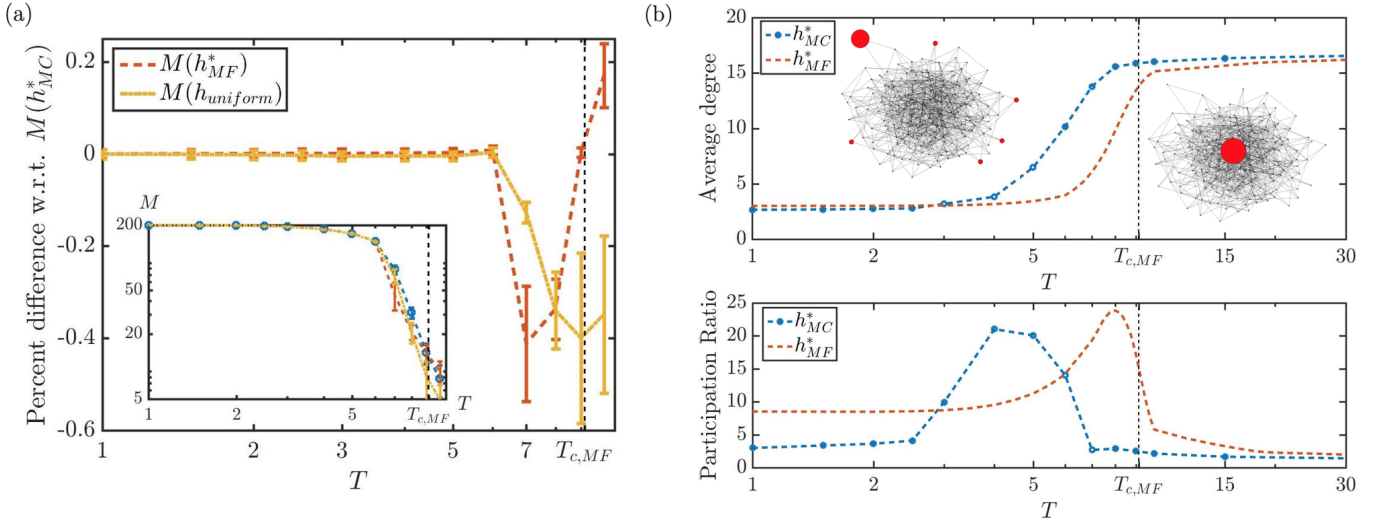 (a)
0.2
0
-0.2
-0.4
-0.6
Percent difference w.r.t. M(h*_MC)
M(h*_MF)
M(h_uniform)
M
200
50
20
5
1
2
5
T_c,MF
T
1
2
3
5
7
T_c,MF
T
(b)
20
15
10
5
0
Average degree
h*_MC
h*_MF
1
2
5
T_c,MF
15
30
T
25
20
15
10
5
0
Participation Ratio
h*_MC
h*_MF
1
2
5
T_c,MF
15
30
T